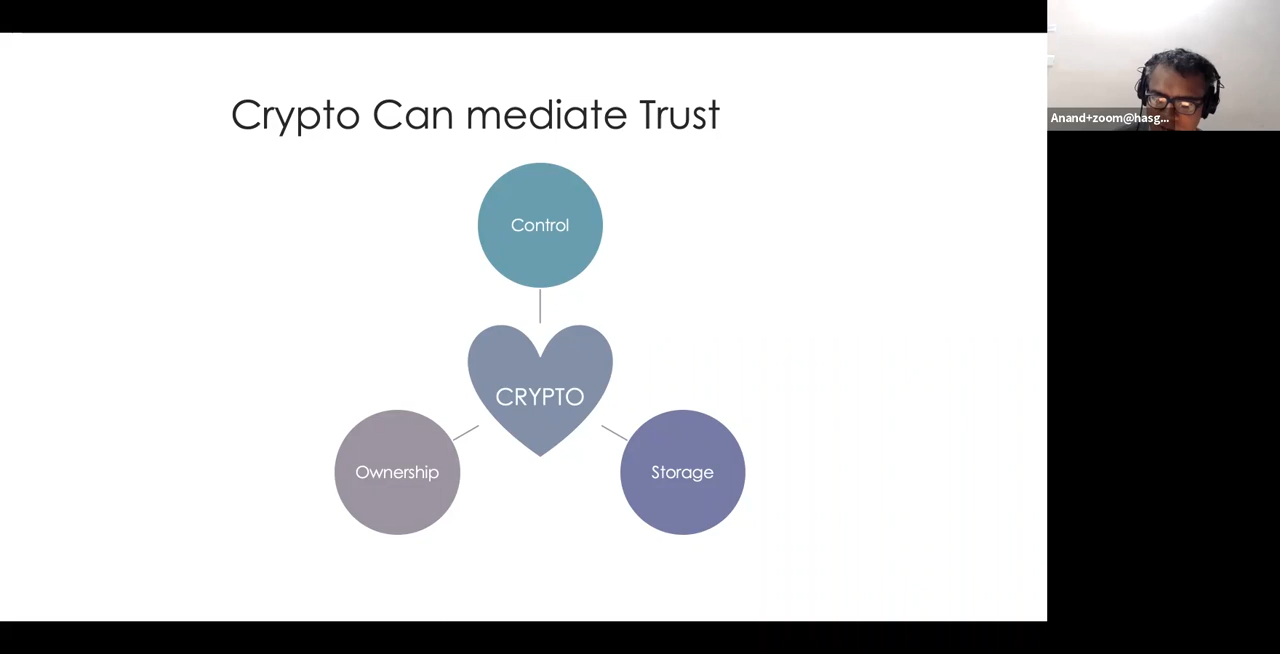 Crypto Can mediate Trust
Control
CRYPTO
Ownership
Storage
Anand+zoom@hasg...